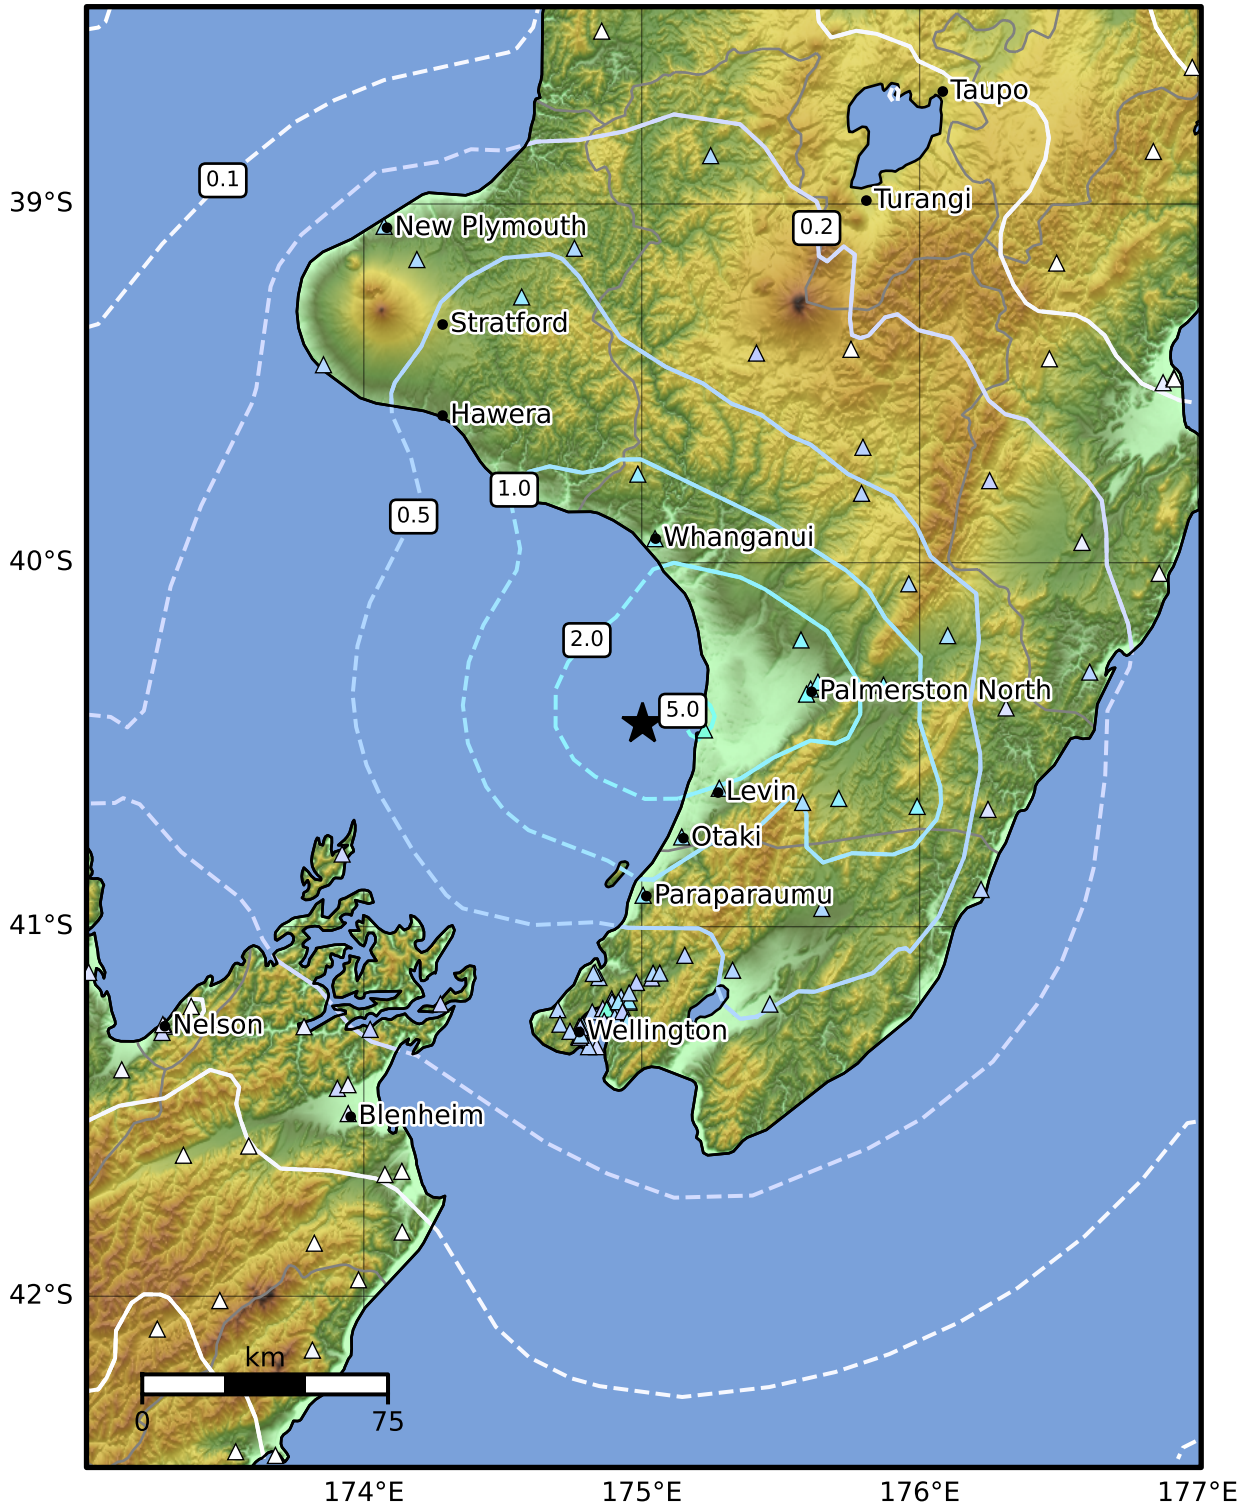 Taupo
0.1
39°S
Turangi
New Plymouth
0.2
Stratford
Hawera
1.0
0.5
Whanganui
40°S
2.0
Palmerston North
5.0
Levin
Otaki
Paraparaumu
41°S
Nelson
Wellington
Blenheim
42°S
km
0
75
174°E
175°E
176°E
177°E